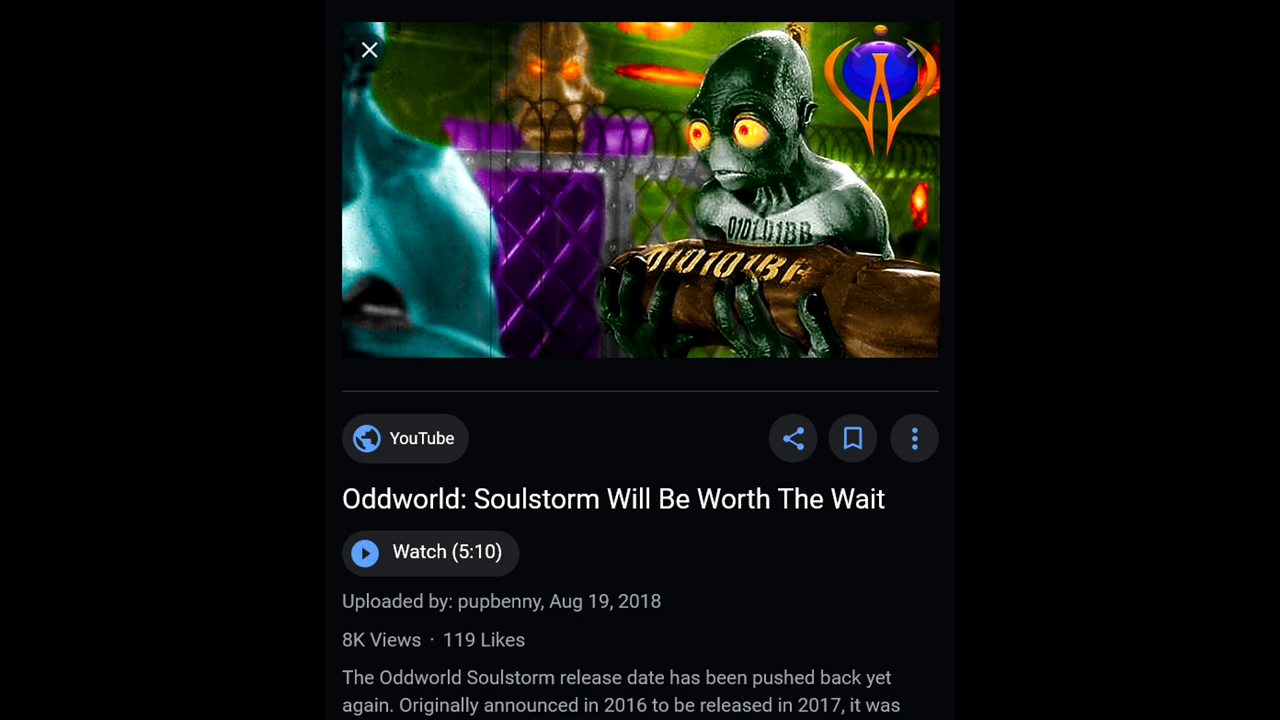 010101BB
010101BB
YouTube
Oddworld: Soulstorm Will Be Worth The Wait
Watch (5:10)
Uploaded by: pupbenny, Aug 19, 2018
8K Views · 119 Likes
The Oddworld Soulstorm release date has been pushed back yet
again. Originally announced in 2016 to be released in 2017, it was